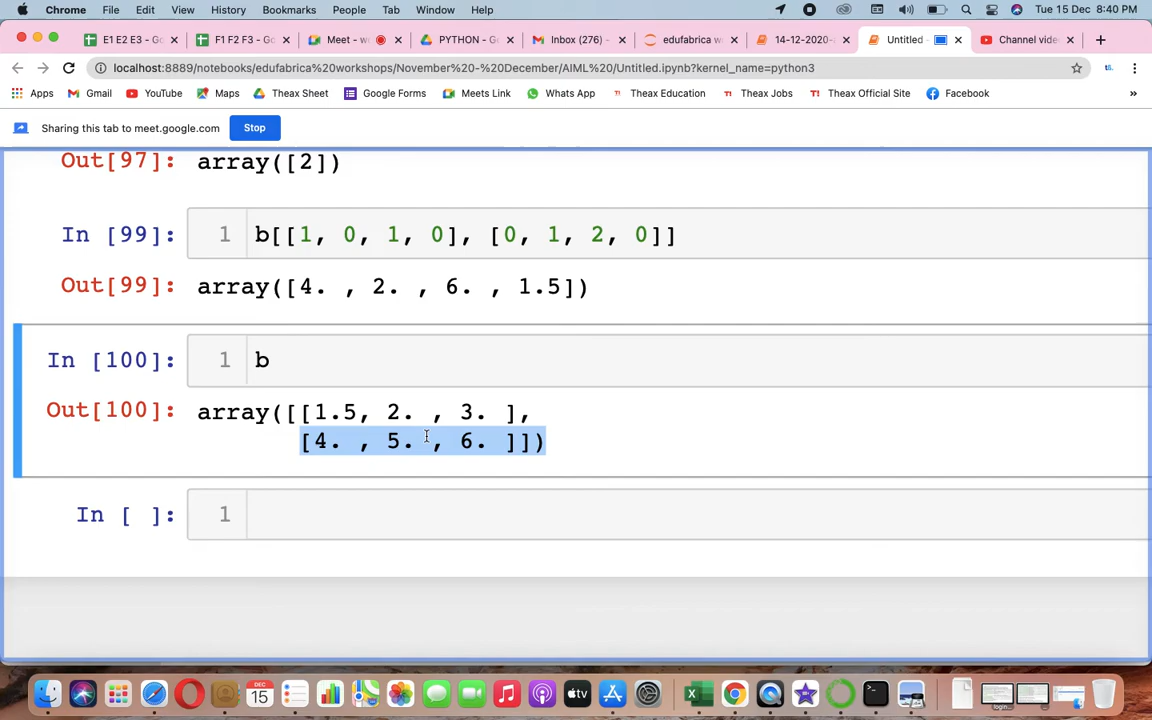 Chrome File Edit View History Bookmarks People Tab Window Help Tue 15 Dec 8:40 PM
E1 E2 E3 - Go F1 F2 F3 - Go Meet - w PYTHON - G Inbox (276) - edufabrica w 14-12-2020- Untitled - Channel vide
localhost:8889/notebooks/edufabrica%20workshops/November%20-%20December/AIML%20/Untitled.ipynb?kernel_name=python3
Apps Gmail YouTube Maps Theax Sheet Google Forms Meets Link Whats App Theax Education Theax Jobs Theax Official Site Facebook »
Sharing this tab to meet.google.com Stop
Out[97]: array([2])
In [99]: 1 b[[1, 0, 1, 0], [0, 1, 2, 0]]
Out[99]: array([4. , 2. , 6. , 1.5])
In [100]: 1 b
Out[100]: array([[1.5, 2. , 3. ],
[4. , 5. , 6. ]])
In [ ]: 1
DEC
15
tv